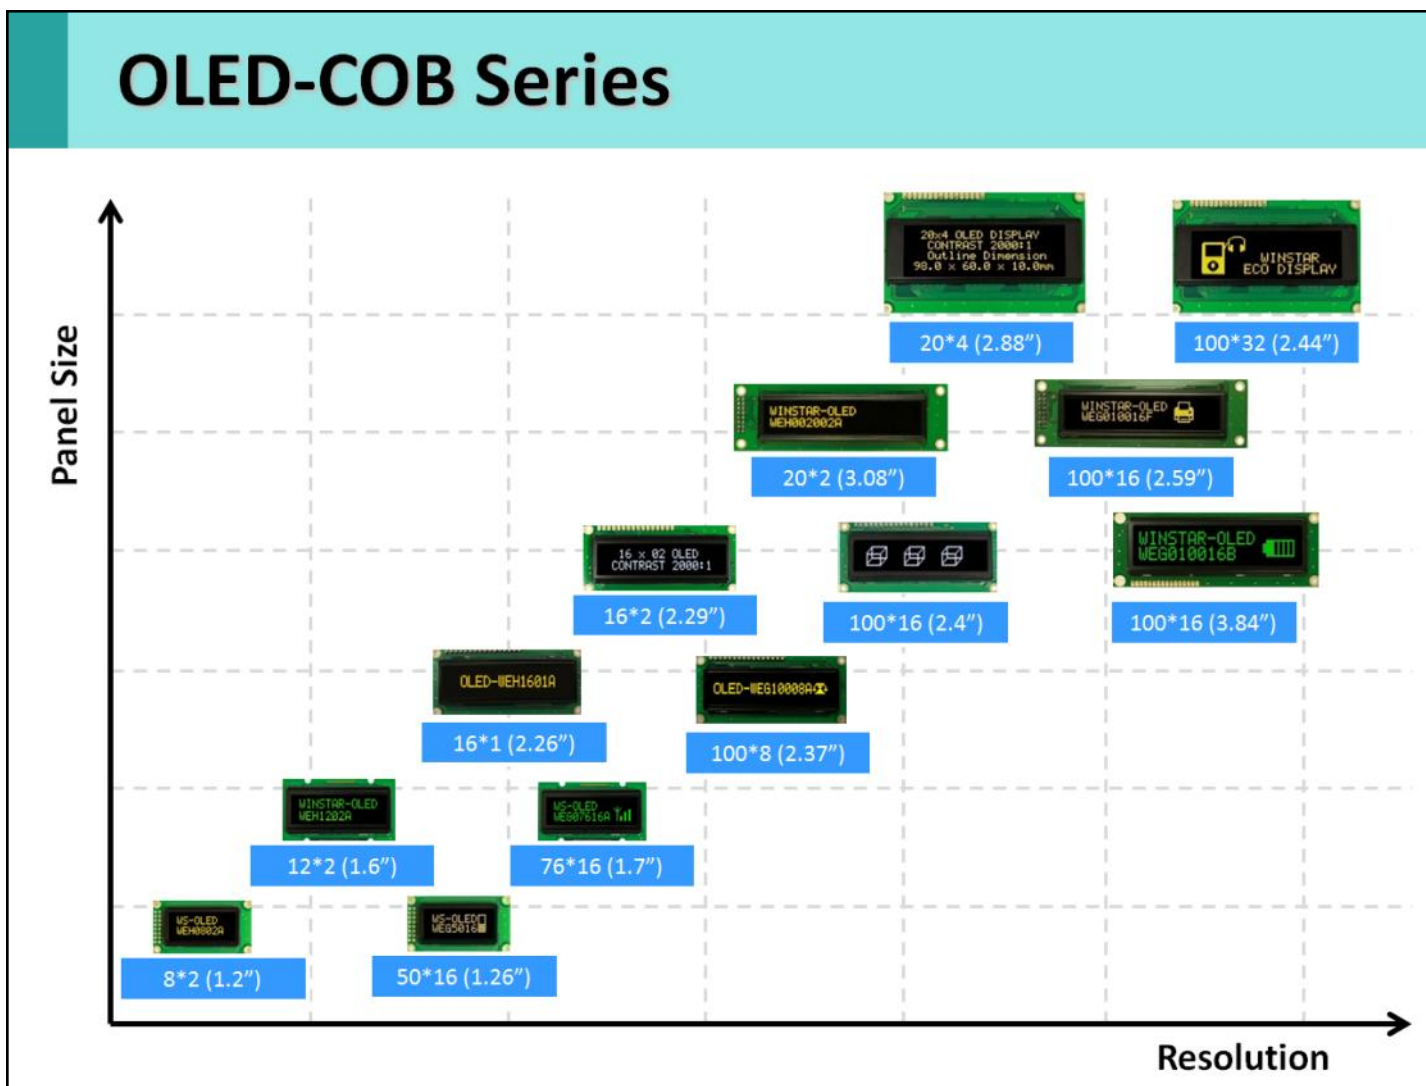 OLED-COB Series
Panel Size
20x4 OLED DISPLAY
CONTRAST 2000:1
Outline Dimension
98.0 x 60.0 x 10.0mm
20*4 (2.88”)
WINSTAR
ECO DISPLAY
100*32 (2.44”)
WINSTAR-OLED
WEH002002A
20*2 (3.08”)
WINSTAR-OLED
WEG010016F
100*16 (2.59”)
16 x 02 OLED
CONTRAST 2000:1
16*2 (2.29”)
100*16 (2.4”)
WINSTAR-OLED
WEG010016B
100*16 (3.84”)
OLED-WEH1601A
16*1 (2.26”)
OLED-WEG10008A
100*8 (2.37”)
WINSTAR-OLED
WEH1202A
12*2 (1.6”)
WS-OLED
WEG07616A
76*16 (1.7”)
WS-OLED
WEH0802A
8*2 (1.2”)
WS-OLED
WEG5016
50*16 (1.26”)
Resolution